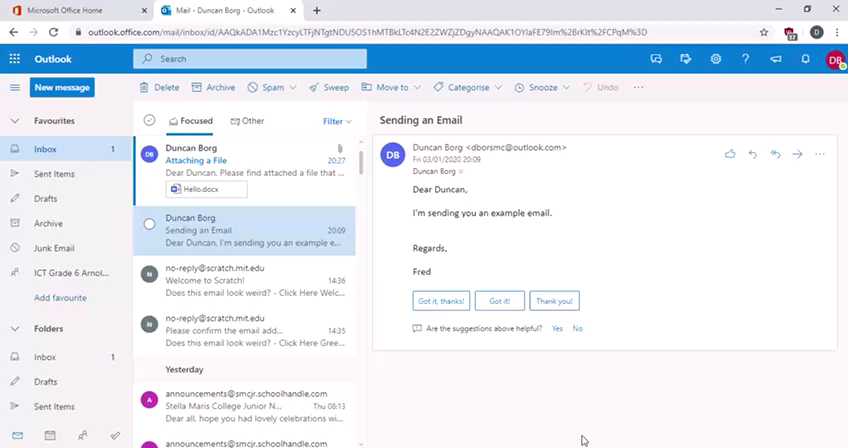 Microsoft Office Home
Mail - Duncan Borg - Outlook
outlook.office.com/mail/inbox/id/AAQkADA1Mzc1YzcyLTFjNTgtNDU5OS1hMTBkLTc4N2E2ZWZjZDgyNAAQAK1OYIaFE79Im%2BrKIt%2FCPqM%3D
Outlook
Search
DB
New message
Delete
Archive
Spam
Sweep
Move to
Categorise
Snooze
Undo
Favourites
Inbox 1
Sent Items
Drafts
Archive
Junk Email
ICT Grade 6 Arnol...
Add favourite
Folders
Inbox 1
Drafts
Sent Items
Focused
Other
Filter
DB
Duncan Borg
Attaching a File 20:27
Dear Duncan, Please find attached a file that ...
Hello.docx
Duncan Borg
Sending an Email 20:09
Dear Duncan, I'm sending you an example e...
N
no-reply@scratch.mit.edu
Welcome to Scratch! 14:36
Does this email look weird? - Click Here Welc...
N
no-reply@scratch.mit.edu
Please confirm the email add... 14:35
Does this email look weird? - Click Here Gree...
Yesterday
A
announcements@smcjr.schoolhandle.com
Stella Maris College Junior N... Thu 08:13
Dear all, hope you had lovely celebrations wi...
A
announcements@smcjr.schoolhandle.com
Sending an Email
DB
Duncan Borg <dborsmc@outlook.com>
Fri 03/01/2020 20:09
Duncan Borg
Dear Duncan,
I'm sending you an example email.
Regards,
Fred
Got it, thanks!
Got it!
Thank you!
Are the suggestions above helpful? Yes No